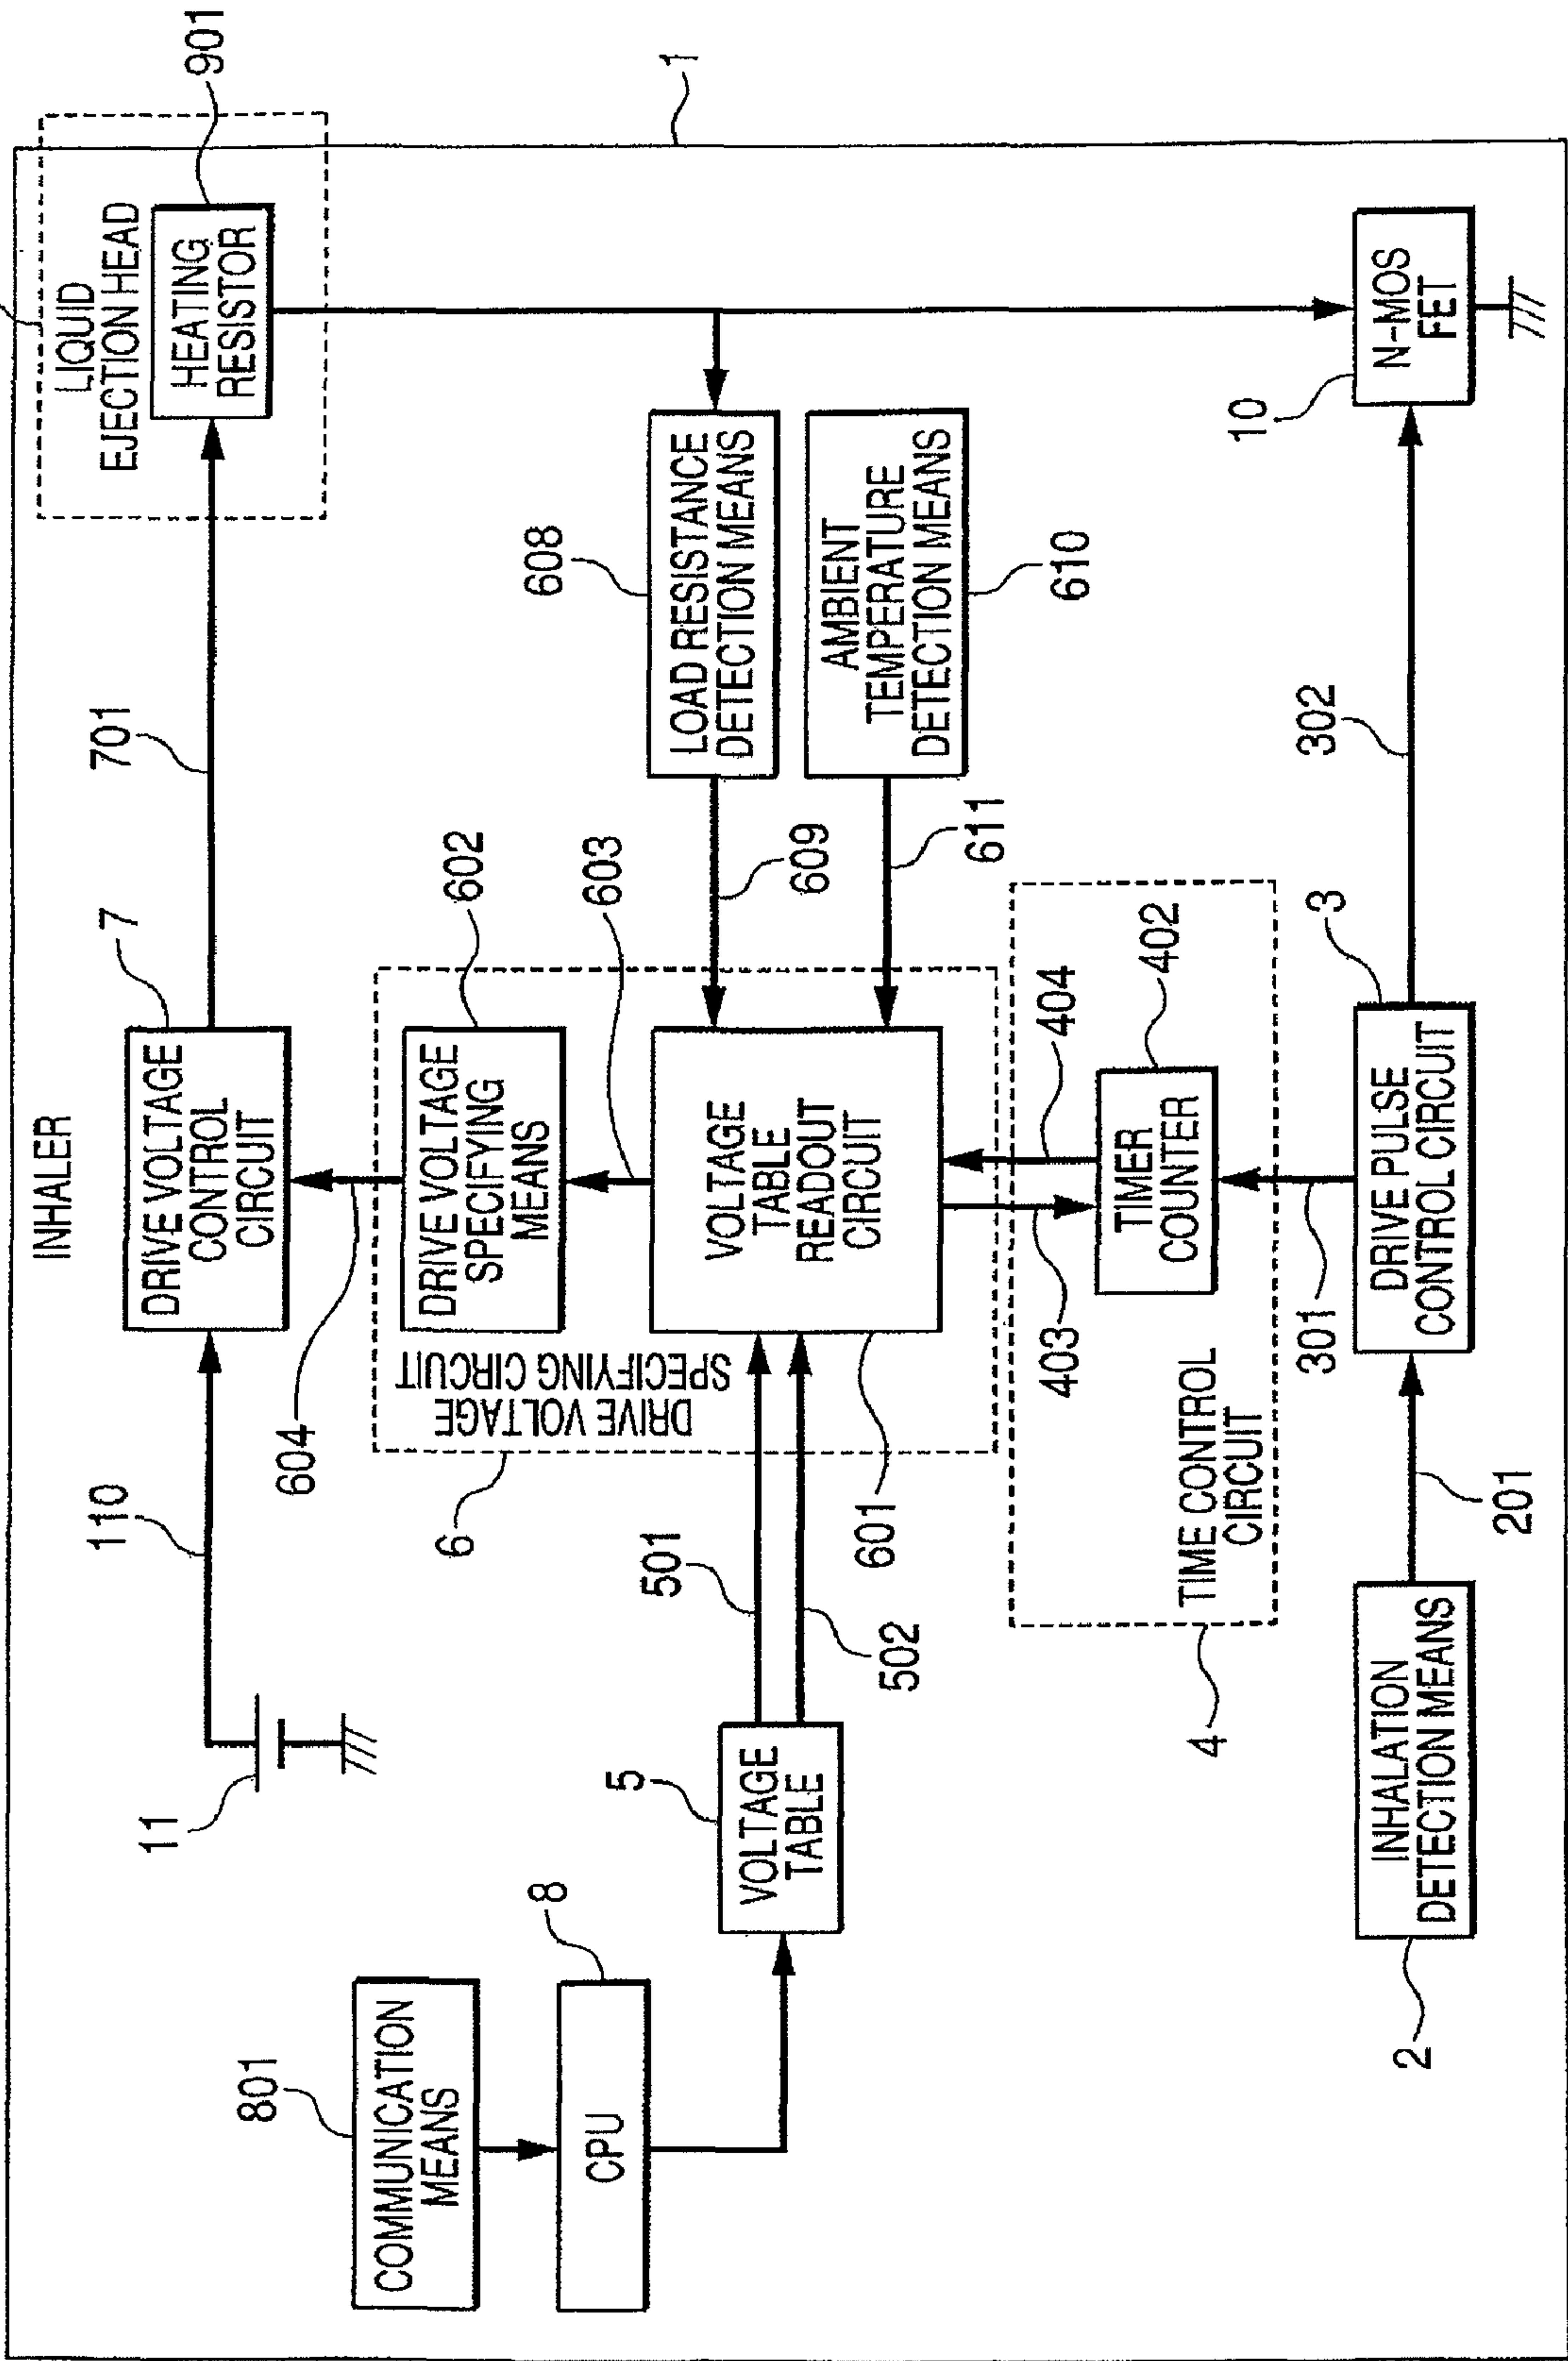 INHALER
1
11
110
7
DRIVE VOLTAGE
CONTROL
CIRCUIT
701
LIQUID
EJECTION HEAD
HEATING
RESISTOR
901
604
801
COMMUNICATION
MEANS
8
CPU
5
VOLTAGE
TABLE
501
502
6
DRIVE VOLTAGE
SPECIFYING CIRCUIT
DRIVE VOLTAGE
SPECIFYING
MEANS
602
603
VOLTAGE
TABLE
READOUT
CIRCUIT
601
608
LOAD RESISTANCE
DETECTION MEANS
609
AMBIENT
TEMPERATURE
DETECTION MEANS
610
611
4
TIME CONTROL
CIRCUIT
403
404
TIMER
COUNTER
402
301
2
INHALATION
DETECTION MEANS
201
3
DRIVE PULSE
CONTROL CIRCUIT
302
10
N-MOS
FET